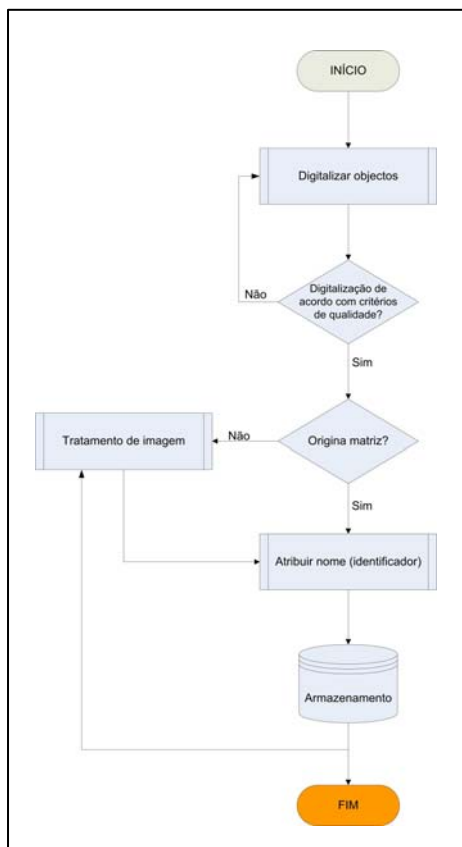 INÍCIO
Digitalizar objectos
Digitalização de
acordo com critérios
de qualidade?
Não
Sim
Origina matriz?
Não
Tratamento de imagem
Sim
Atribuir nome (identificador)
Armazenamento
FIM